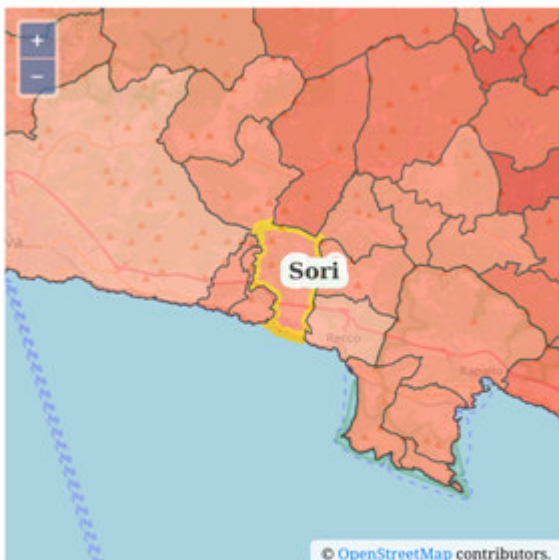 +
−
Sori
Recco
Rapallo
© OpenStreetMap contributors.